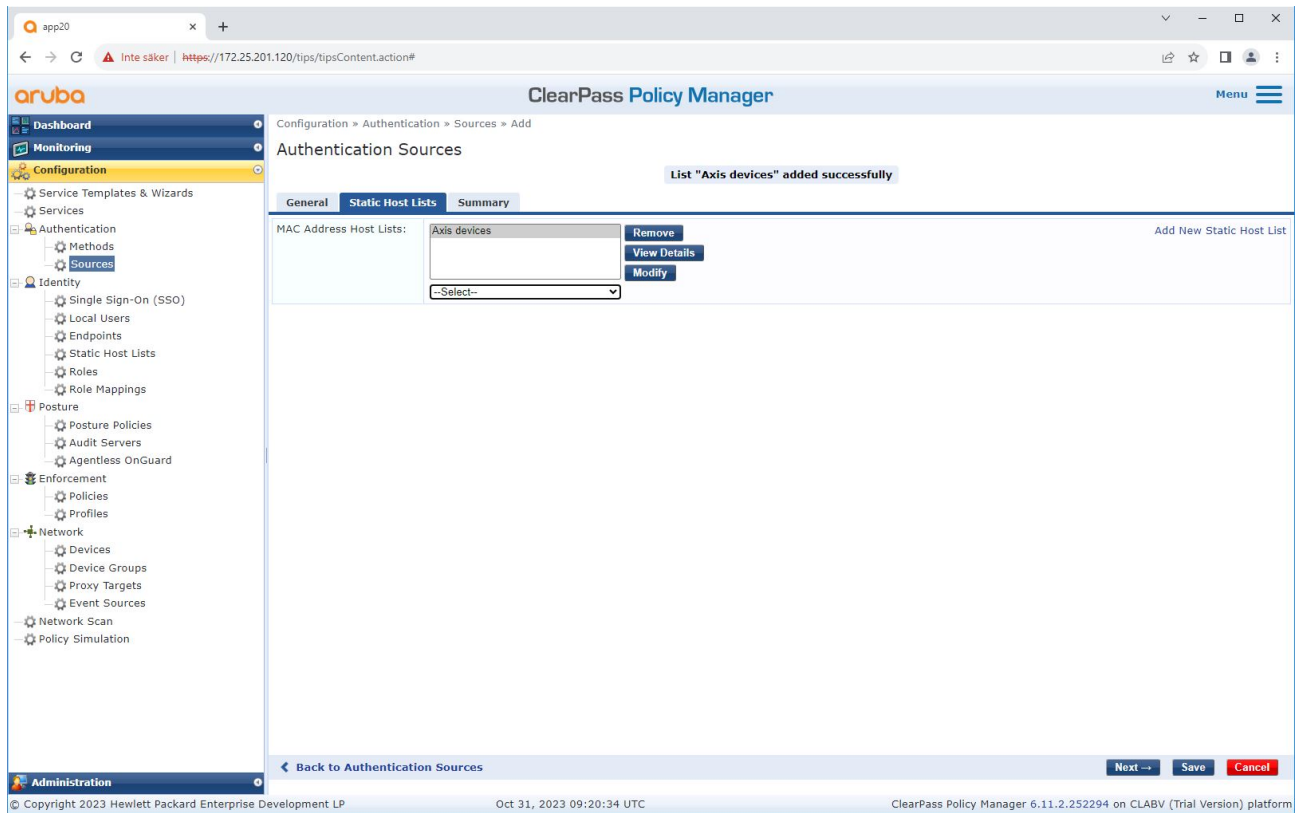 app20
Inte säker | https://172.25.201.120/tips/tipsContent.action#
aruba
ClearPass Policy Manager
Menu
Dashboard
Monitoring
Configuration
Service Templates & Wizards
Services
Authentication
Methods
Sources
Identity
Single Sign-On (SSO)
Local Users
Endpoints
Static Host Lists
Roles
Role Mappings
Posture
Posture Policies
Audit Servers
Agentless OnGuard
Enforcement
Policies
Profiles
Network
Devices
Device Groups
Proxy Targets
Event Sources
Network Scan
Policy Simulation
Administration
Configuration » Authentication » Sources » Add
Authentication Sources
List "Axis devices" added successfully
General Static Host Lists Summary
MAC Address Host Lists:
Axis devices
--Select--
Remove
View Details
Modify
Add New Static Host List
Back to Authentication Sources
Next→ Save Cancel
© Copyright 2023 Hewlett Packard Enterprise Development LP Oct 31, 2023 09:20:34 UTC ClearPass Policy Manager 6.11.2.252294 on CLABV (Trial Version) platform